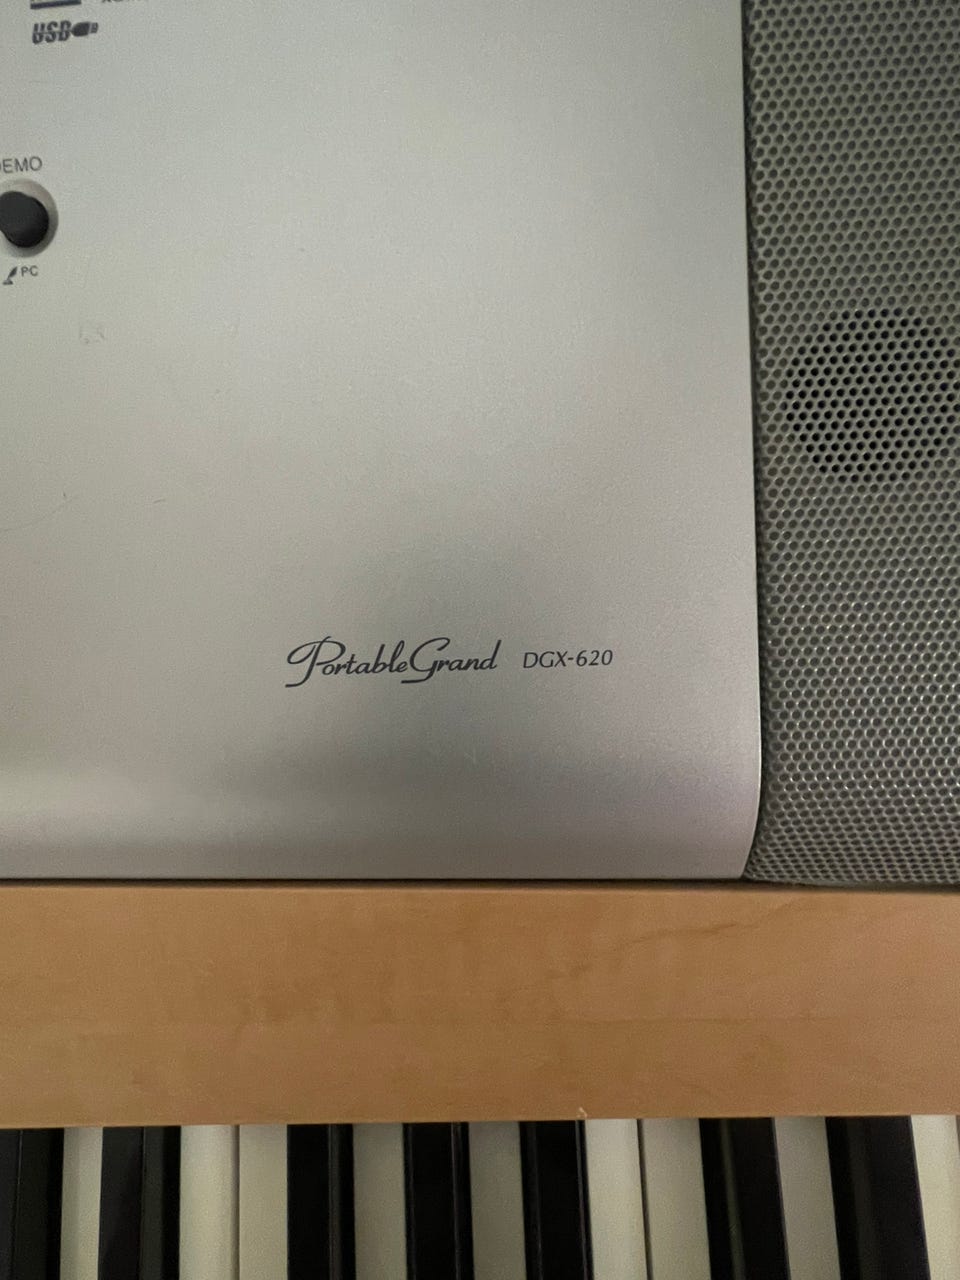 USB
DEMO
PC
PortableGrand DGX-620